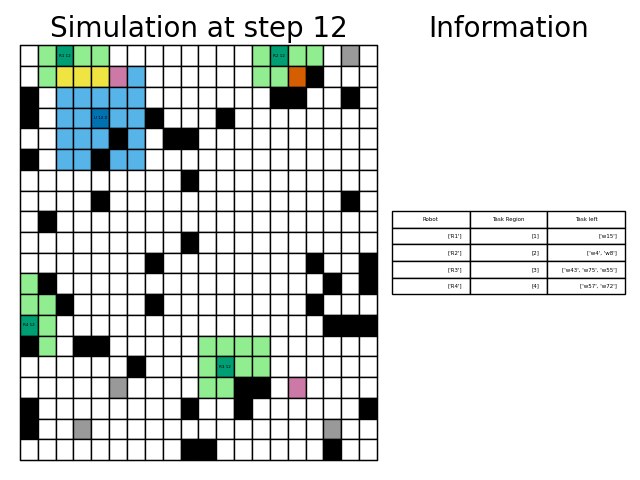 Simulation at step 12
Information
Robot Task Region Task left
['R1'] [1] ['w15']
['R2'] [2] ['w4', 'w8']
['R3'] [3] ['w43', 'w75', 'w55']
['R4'] [4] ['w57', 'w72']